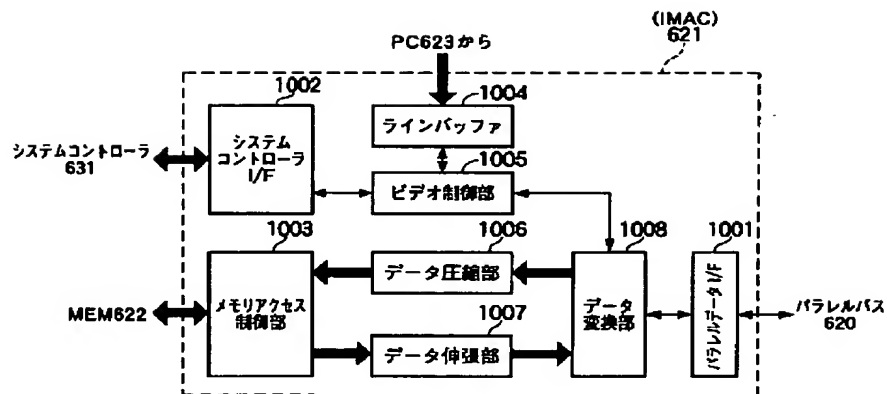 (IMAC)
621
PC623から
1002
1004
システム
コントローラ
I/F
ラインバッファ
システムコントローラ
631
1005
ビデオ制御部
1003
1006
1008
1001
メモリアクセス
制御部
データ圧縮部
データ
変換部
パラレルデータI/F
MEM622
1007
データ伸張部
パラレルバス
620